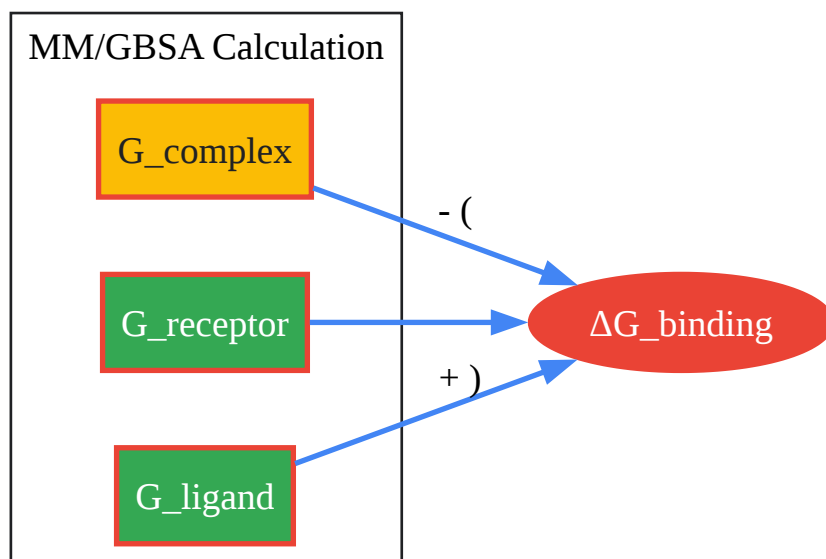 MM/GBSA Calculation
G_complex
- (
G_receptor
ΔG_binding
+ )
G_ligand